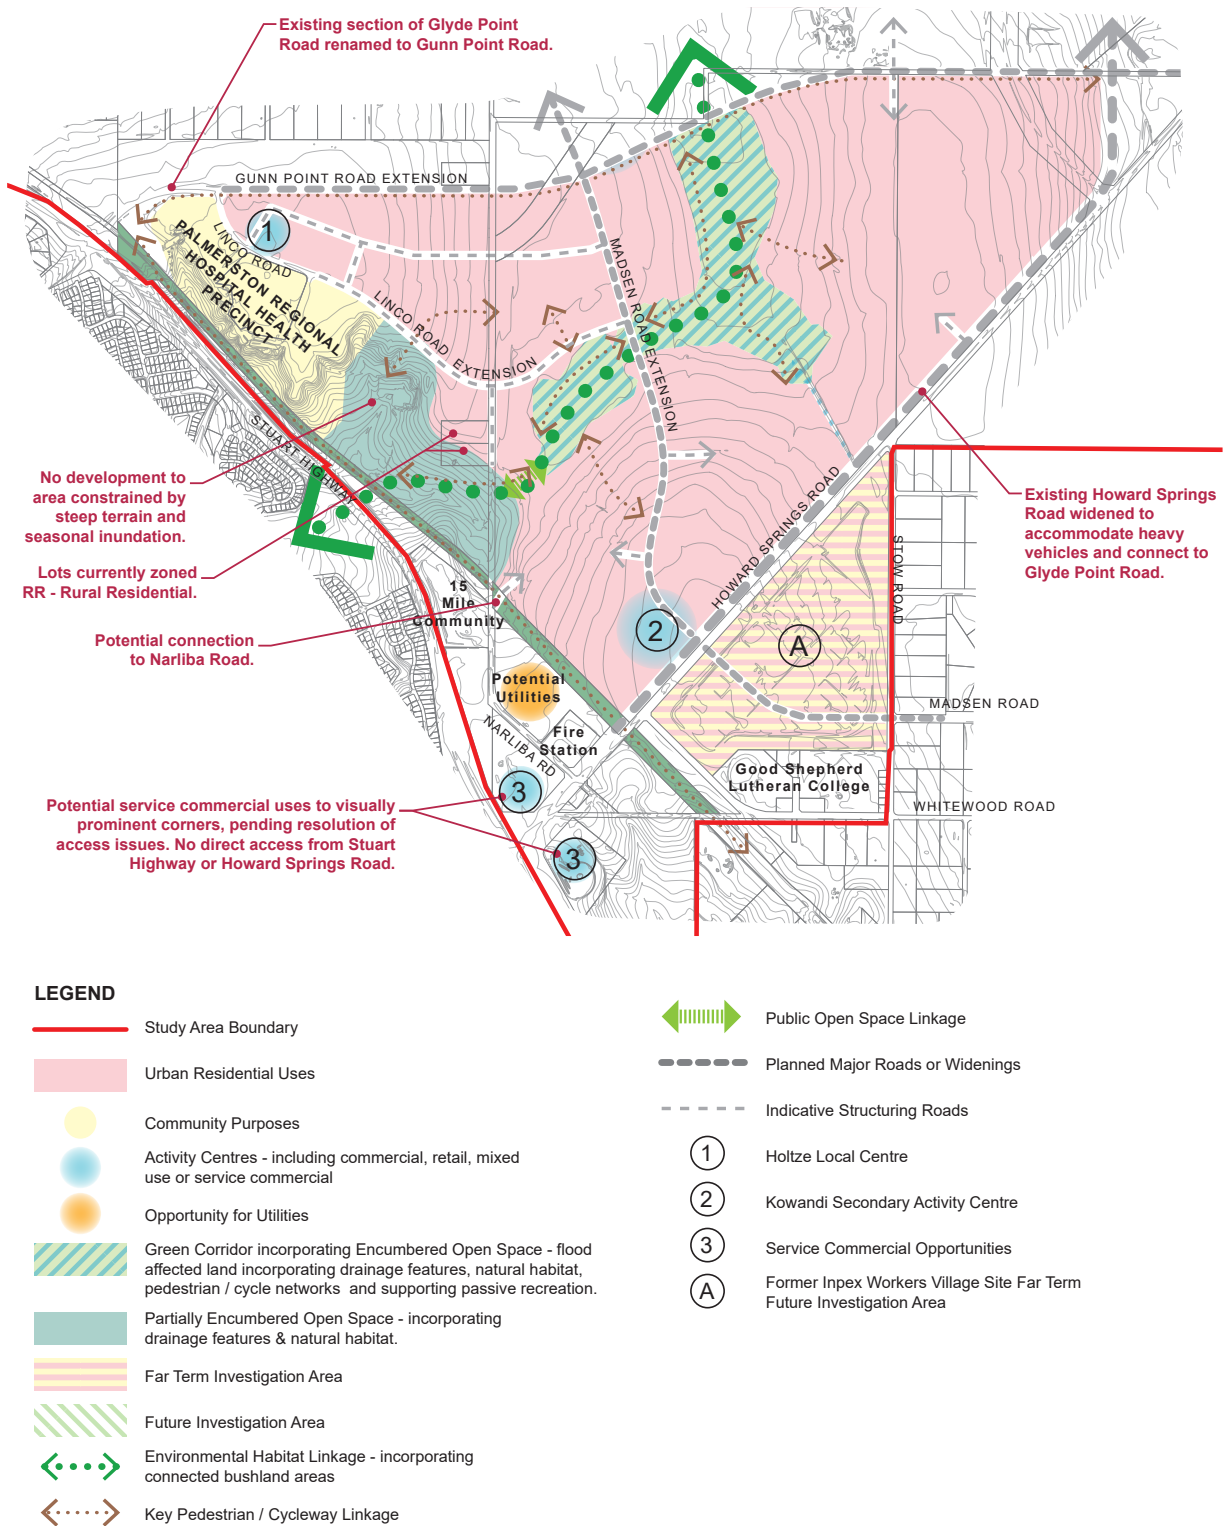 Existing section of Glyde Point
Road renamed to Gunn Point Road.
GUNN POINT ROAD EXTENSION
1
LINCO ROAD
PALMERSTON REGIONAL
HOSPITAL HEALTH
PRECINCT
MADSEN ROAD EXTENSION
LINCO ROAD EXTENSION
STUART HIGHWAY
No development to
area constrained by
steep terrain and
seasonal inundation.
Existing Howard Springs
Road widened to
accommodate heavy
vehicles and connect to
Glyde Point Road.
HOWARD SPRINGS ROAD
STOW ROAD
Lots currently zoned
RR - Rural Residential.
15
Mile
Community
Potential connection
to Narliba Road.
2
A
Potential
Utilities
MADSEN ROAD
NARLIBA RD
Fire
Station
Good Shepherd
Lutheran College
3
WHITEWOOD ROAD
Potential service commercial uses to visually
prominent corners, pending resolution of
access issues. No direct access from Stuart
Highway or Howard Springs Road.
3
LEGEND
Study Area Boundary
Urban Residential Uses
Community Purposes
Activity Centres - including commercial, retail, mixed
use or service commercial
Opportunity for Utilities
Green Corridor incorporating Encumbered Open Space - flood
affected land incorporating drainage features, natural habitat,
pedestrian / cycle networks and supporting passive recreation.
Partially Encumbered Open Space - incorporating
drainage features & natural habitat.
Far Term Investigation Area
Future Investigation Area
Environmental Habitat Linkage - incorporating
connected bushland areas
Key Pedestrian / Cycleway Linkage
Public Open Space Linkage
Planned Major Roads or Widenings
Indicative Structuring Roads
1 Holtze Local Centre
2 Kowandi Secondary Activity Centre
3 Service Commercial Opportunities
A Former Inpex Workers Village Site Far Term
Future Investigation Area